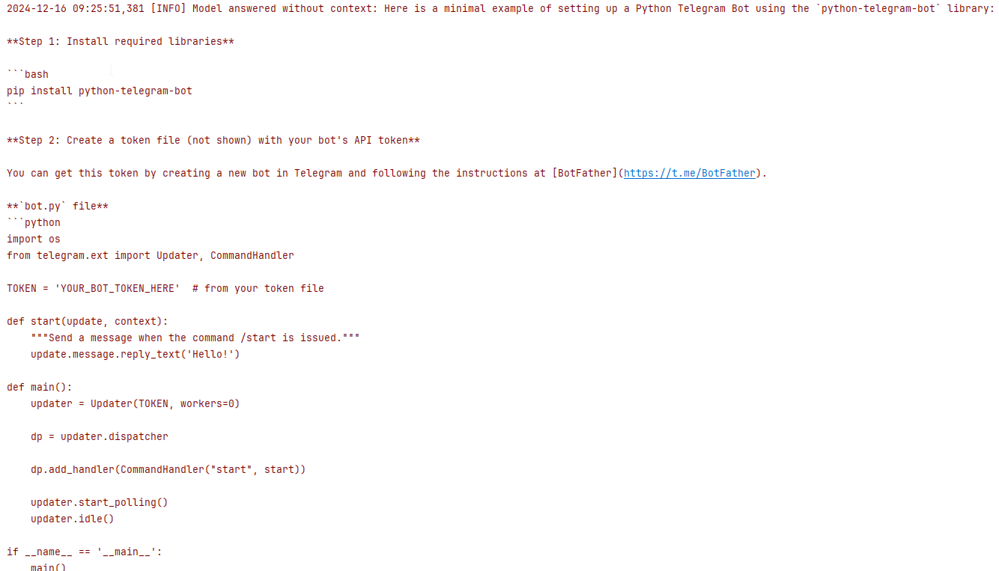 2024-12-16 09:25:51,381 [INFO] Model answered without context: Here is a minimal example of setting up a Python Telegram Bot using the `python-telegram-bot` library:
**Step 1: Install required libraries**
```bash
pip install python-telegram-bot
```
**Step 2: Create a token file (not shown) with your bot's API token**
You can get this token by creating a new bot in Telegram and following the instructions at [BotFather](https://t.me/BotFather).
**`bot.py` file**
```python
import os
from telegram.ext import Updater, CommandHandler
TOKEN = 'YOUR_BOT_TOKEN_HERE'  # from your token file
def start(update, context):
    """Send a message when the command /start is issued."""
    update.message.reply_text('Hello!')
def main():
    updater = Updater(TOKEN, workers=0)
    dp = updater.dispatcher
    dp.add_handler(CommandHandler("start", start))
    updater.start_polling()
    updater.idle()
if __name__ == '__main__':
    main()